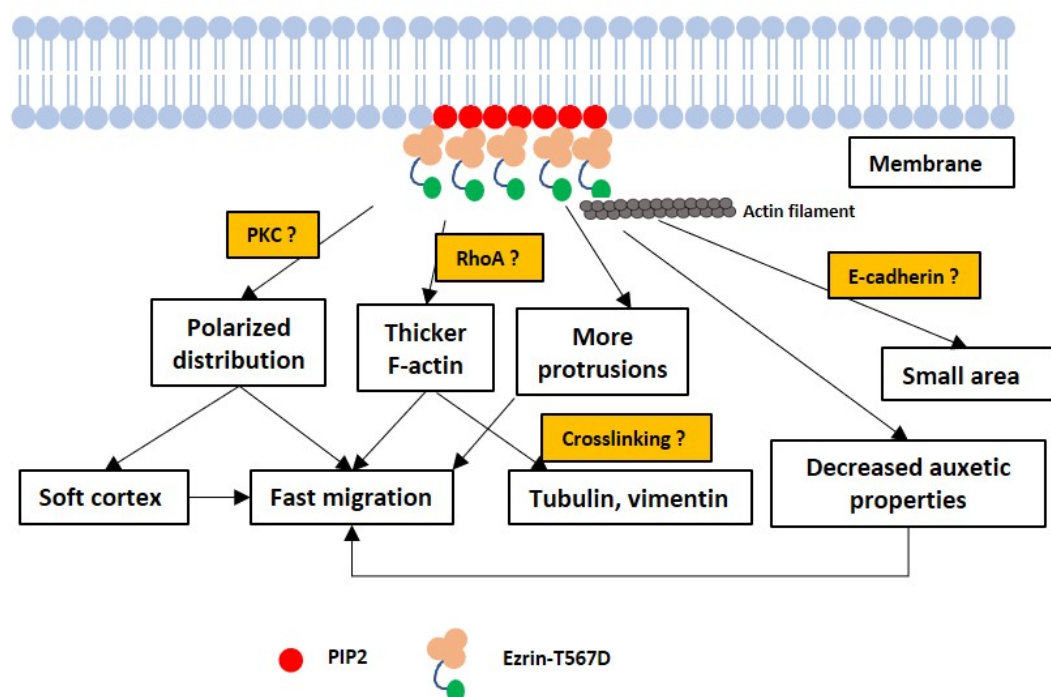 Membrane
Actin filament
PKC ?
RhoA ?
E-cadherin ?
Polarized
distribution
Thicker
F-actin
More
protrusions
Small area
Crosslinking ?
Soft cortex
Fast migration
Tubulin, vimentin
Decreased auxetic
properties
PIP2
Ezrin-T567D